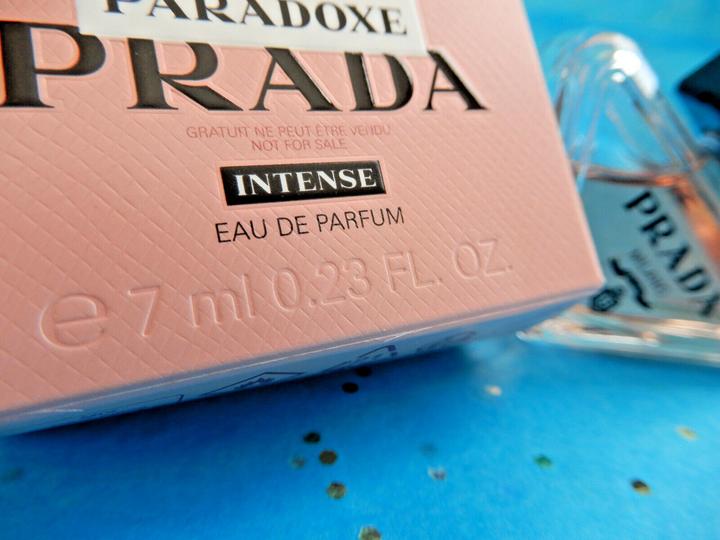 PARADOXE
PRADA
GRATUIT NE PEUT ÊTRE VENDU
NOT FOR SALE
INTENSE
EAU DE PARFUM
e 7 ml 0.23 FL. OZ.
PRADA
MILANO